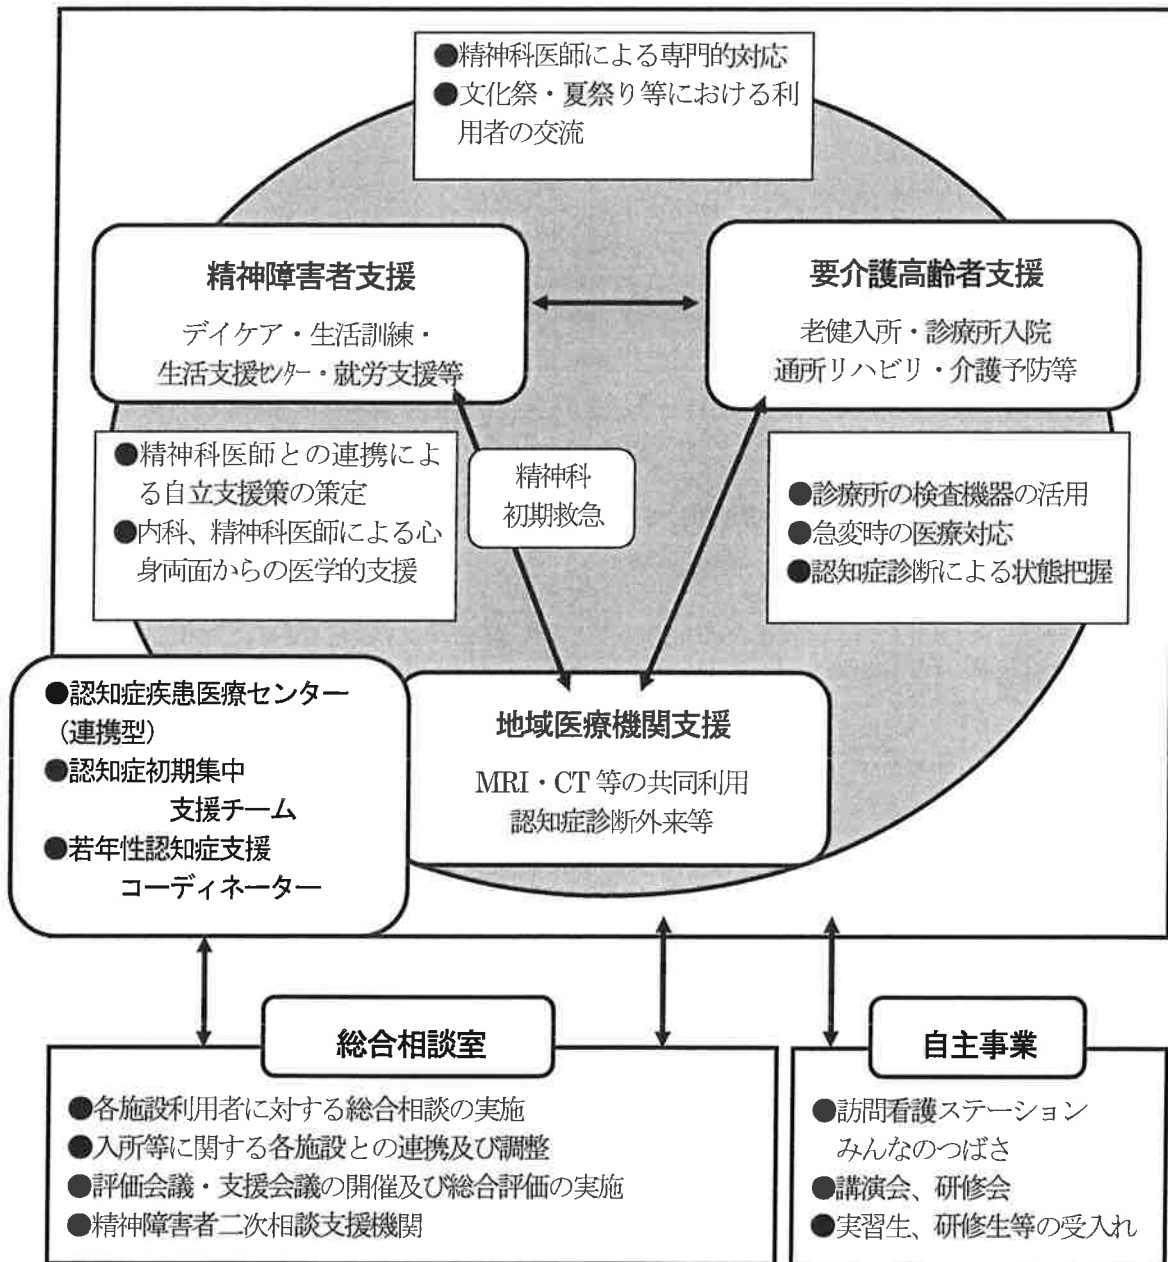 ●精神科医師による専門的対応
●文化祭・夏祭り等における利
用者の交流
精神障害者支援
デイケア・生活訓練・
生活支援センター・就労支援等
要介護高齢者支援
老健入所・診療所入院
通所リハビリ・介護予防等
●精神科医師との連携によ
る自立支援策の策定
●内科、精神科医師による心
身両面からの医学的支援
精神科
初期救急
●診療所の検査機器の活用
●急変時の医療対応
●認知症診断による状態把握
●認知症疾患医療センター
(連携型)
●認知症初期集中
支援チーム
●若年性認知症支援
コーディネーター
地域医療機関支援
MRI・CT等の共同利用
認知症診断外来等
総合相談室
●各施設利用者に対する総合相談の実施
●入所等に関する各施設との連携及び調整
●評価会議・支援会議の開催及び総合評価の実施
●精神障害者二次相談支援機関
自主事業
●訪問看護ステーション
みんなのつばさ
●講演会、研修会
●実習生、研修生等の受入れ